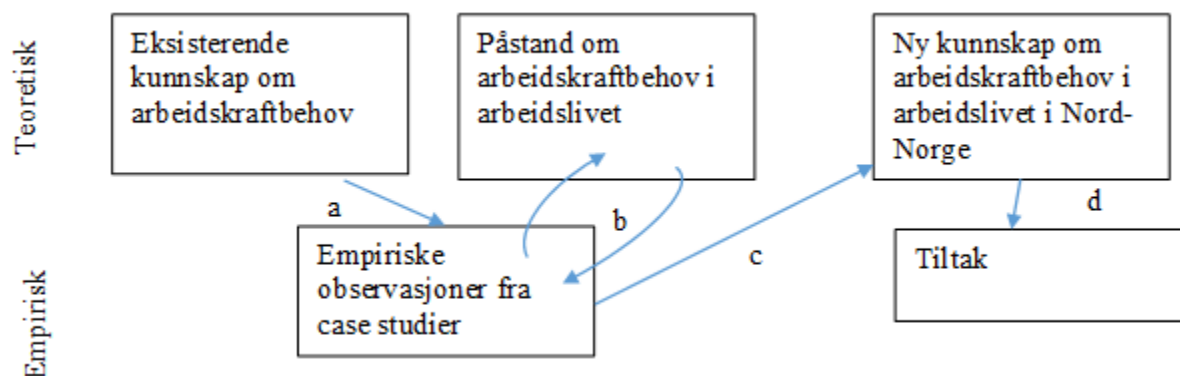 Teoretisk
Eksisterende
kunnskap om
arbeidskraftbehov
Påstand om
arbeidskraftbehov i
arbeidslivet
Ny kunnskap om
arbeidskraftbehov i
arbeidslivet i Nord-
Norge
a
b
c
d
Empirisk
Empiriske
observasjoner fra
case studier
Tiltak